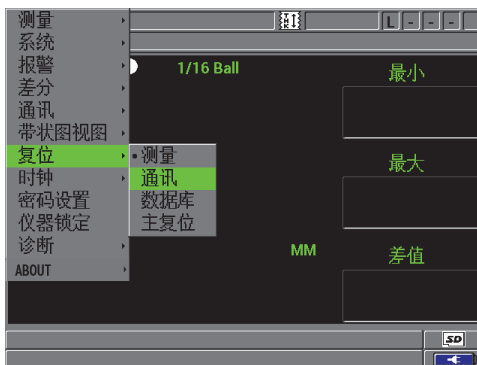 测量
系统
报警
差分
通讯
带状图视图
复位
时钟
密码设置
仪器锁定
诊断
ABOUT
• 测量
通讯
数据库
主复位
L - - -
1/16 Ball
最小
最大
MM
差值
SD